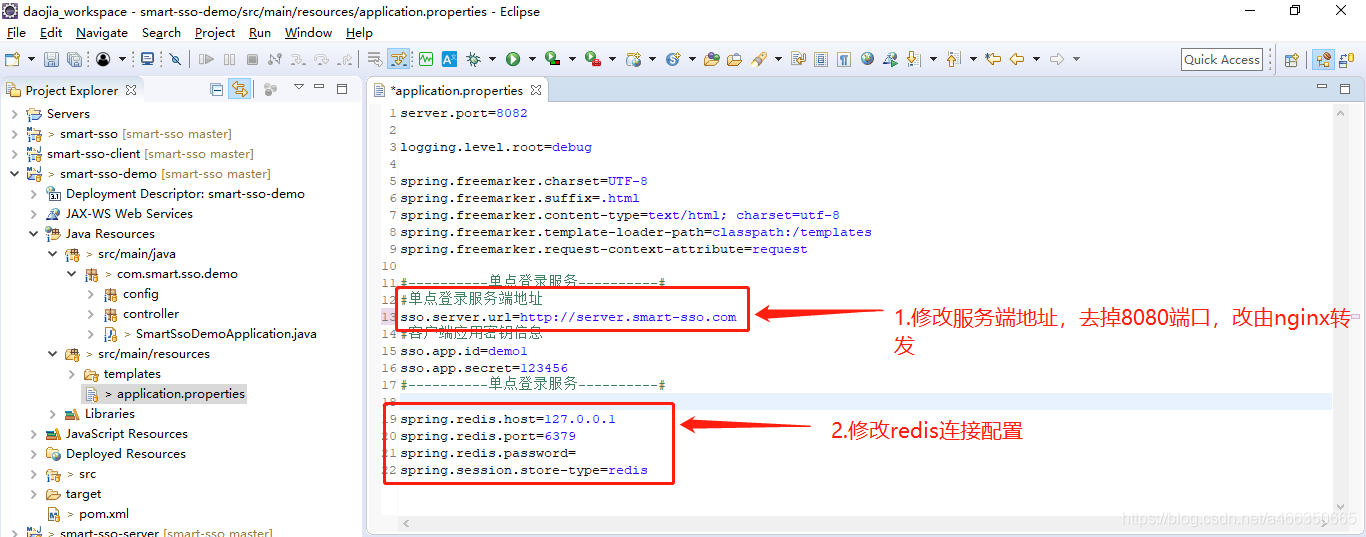 daojia_workspace - smart-sso-demo/src/main/resources/application.properties - Eclipse
File Edit Navigate Search Project Run Window Help
Quick Access
Project Explorer
Servers
> smart-sso [smart-sso master]
smart-sso-client [smart-sso master]
> smart-sso-demo [smart-sso master]
Deployment Descriptor: smart-sso-demo
JAX-WS Web Services
Java Resources
> src/main/java
> com.smart.sso.demo
config
controller
> SmartSsoDemoApplication.java
> src/main/resources
templates
> application.properties
Libraries
JavaScript Resources
Deployed Resources
> src
target
> pom.xml
> smart-sso-server [smart-sso master]
*application.properties
1 server.port=8082
2
3 logging.level.root=debug
4
5 spring.freemarker.charset=UTF-8
6 spring.freemarker.suffix=.html
7 spring.freemarker.content-type=text/html; charset=utf-8
8 spring.freemarker.template-loader-path=classpath:/templates
9 spring.freemarker.request-context-attribute=request
10
11 #----------单点登录服务----------#
12 #单点登录服务端地址
13 sso.server.url=http://server.smart-sso.com
14 #客户端应用密钥信息
15 sso.app.id=demo1
16 sso.app.secret=123456
17 #----------单点登录服务----------#
18
19 spring.redis.host=127.0.0.1
20 spring.redis.port=6379
21 spring.redis.password=
22 spring.session.store-type=redis
1.修改服务端地址，去掉8080端口，改由nginx转
发
2.修改redis连接配置
https://blog.csdn.net/a466350665